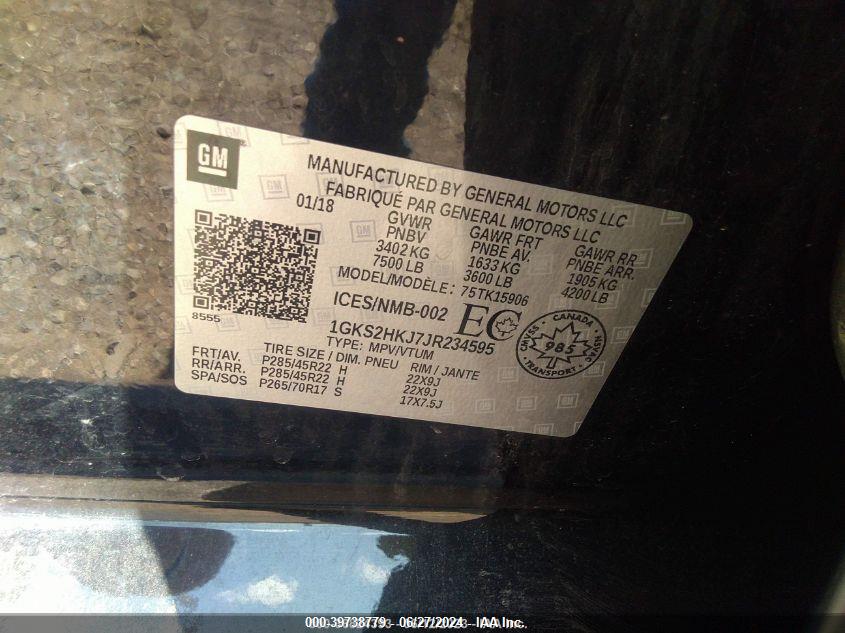 GM
MANUFACTURED BY GENERAL MOTORS LLC
FABRIQUÉ PAR GENERAL MOTORS LLC
01/18
GVWR GAWR FRT GAWR RR
PNBV PNBE AV. PNBE ARR.
3402 KG 1633 KG 1905 KG
7500 LB 3600 LB 4200 LB
MODEL/MODÈLE: 75TK15906
8555
ICES/NMB-002
EC
1GKS2HKJ7JR234595
TYPE: MPV/VTUM
CANADA
CMVSS 985 NSVAC
TRANSPORT
TIRE SIZE / DIM. PNEU RIM / JANTE
FRT/AV. P285/45R22 H 22X9J
RR/ARR. P285/45R22 H 22X9J
SPA/SOS P265/70R17 S 17X7.5J
000-39738779 06/27/2024 IAA Inc.